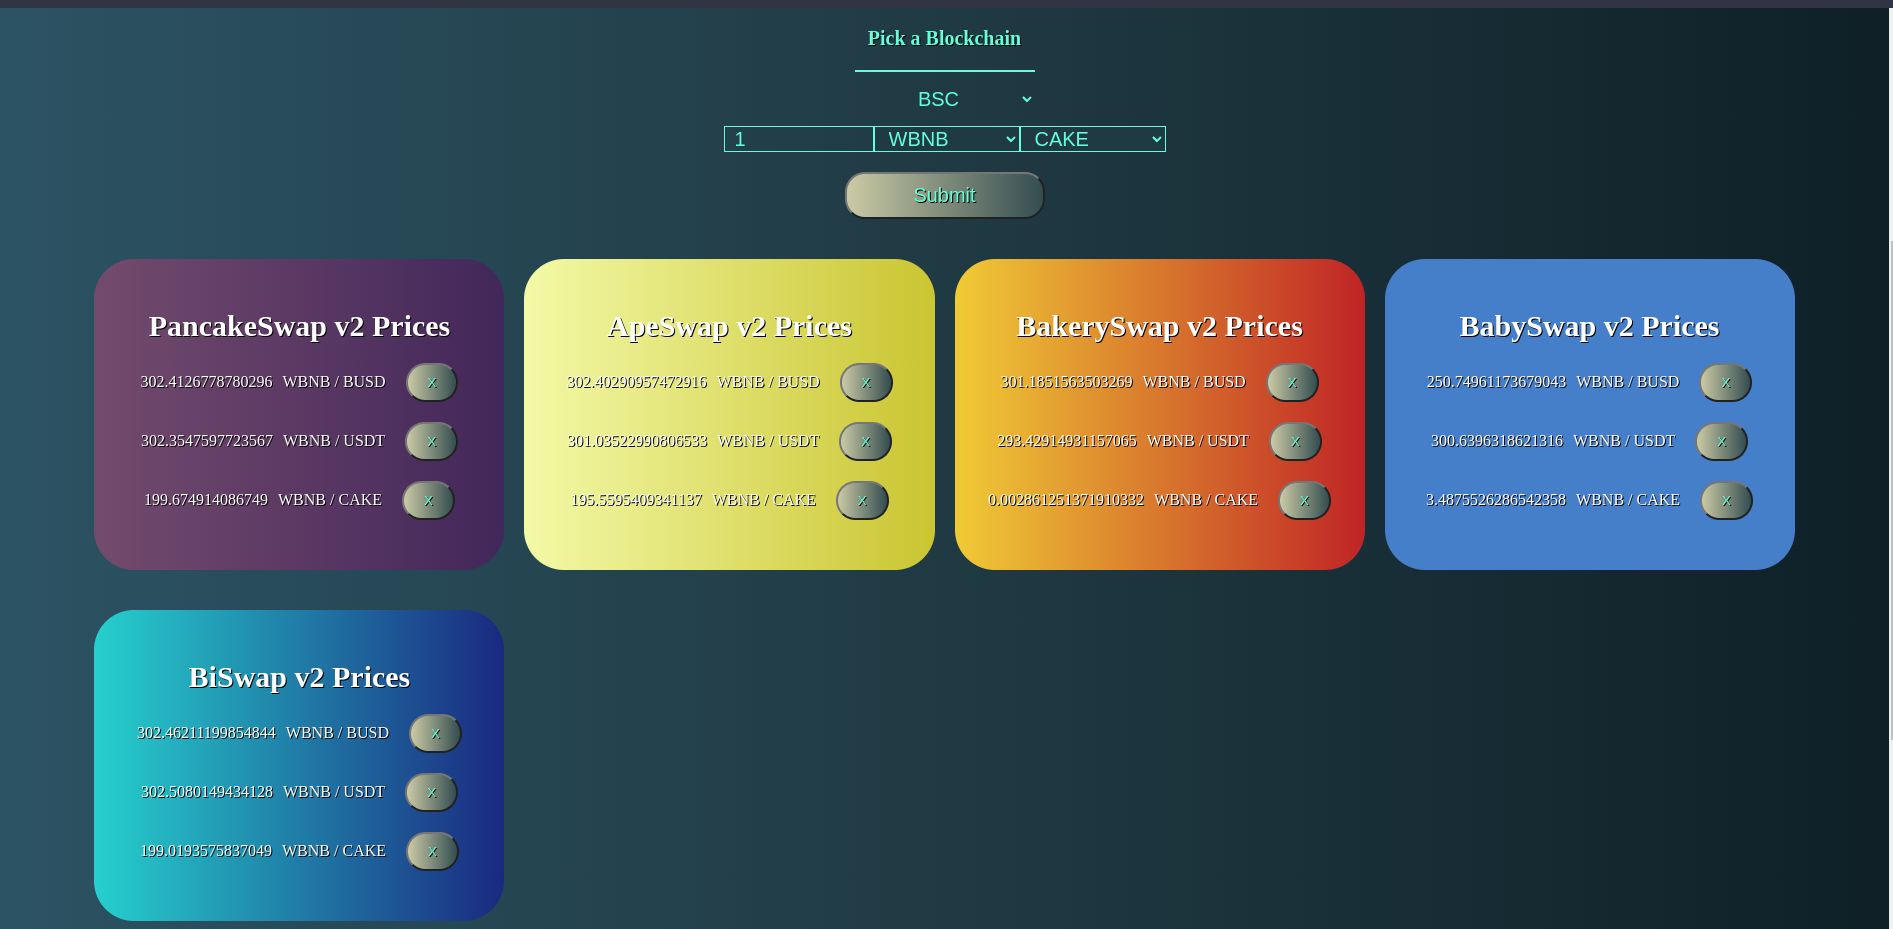 Pick a Blockchain
BSC
1 WBNB CAKE
Submit
PancakeSwap v2 Prices
302.4126778780296 WBNB / BUSD x
302.3547597723567 WBNB / USDT x
199.674914086749 WBNB / CAKE x
ApeSwap v2 Prices
302.40290957472916 WBNB / BUSD x
301.03522990806533 WBNB / USDT x
195.5595409341137 WBNB / CAKE x
BakerySwap v2 Prices
301.1851563503269 WBNB / BUSD x
293.42914931157065 WBNB / USDT x
0.002861251371910332 WBNB / CAKE x
BabySwap v2 Prices
250.74961173679043 WBNB / BUSD x
300.6396318621316 WBNB / USDT x
3.4875526286542358 WBNB / CAKE x
BiSwap v2 Prices
302.46211199854844 WBNB / BUSD x
302.5080149434128 WBNB / USDT x
199.0193575837049 WBNB / CAKE x